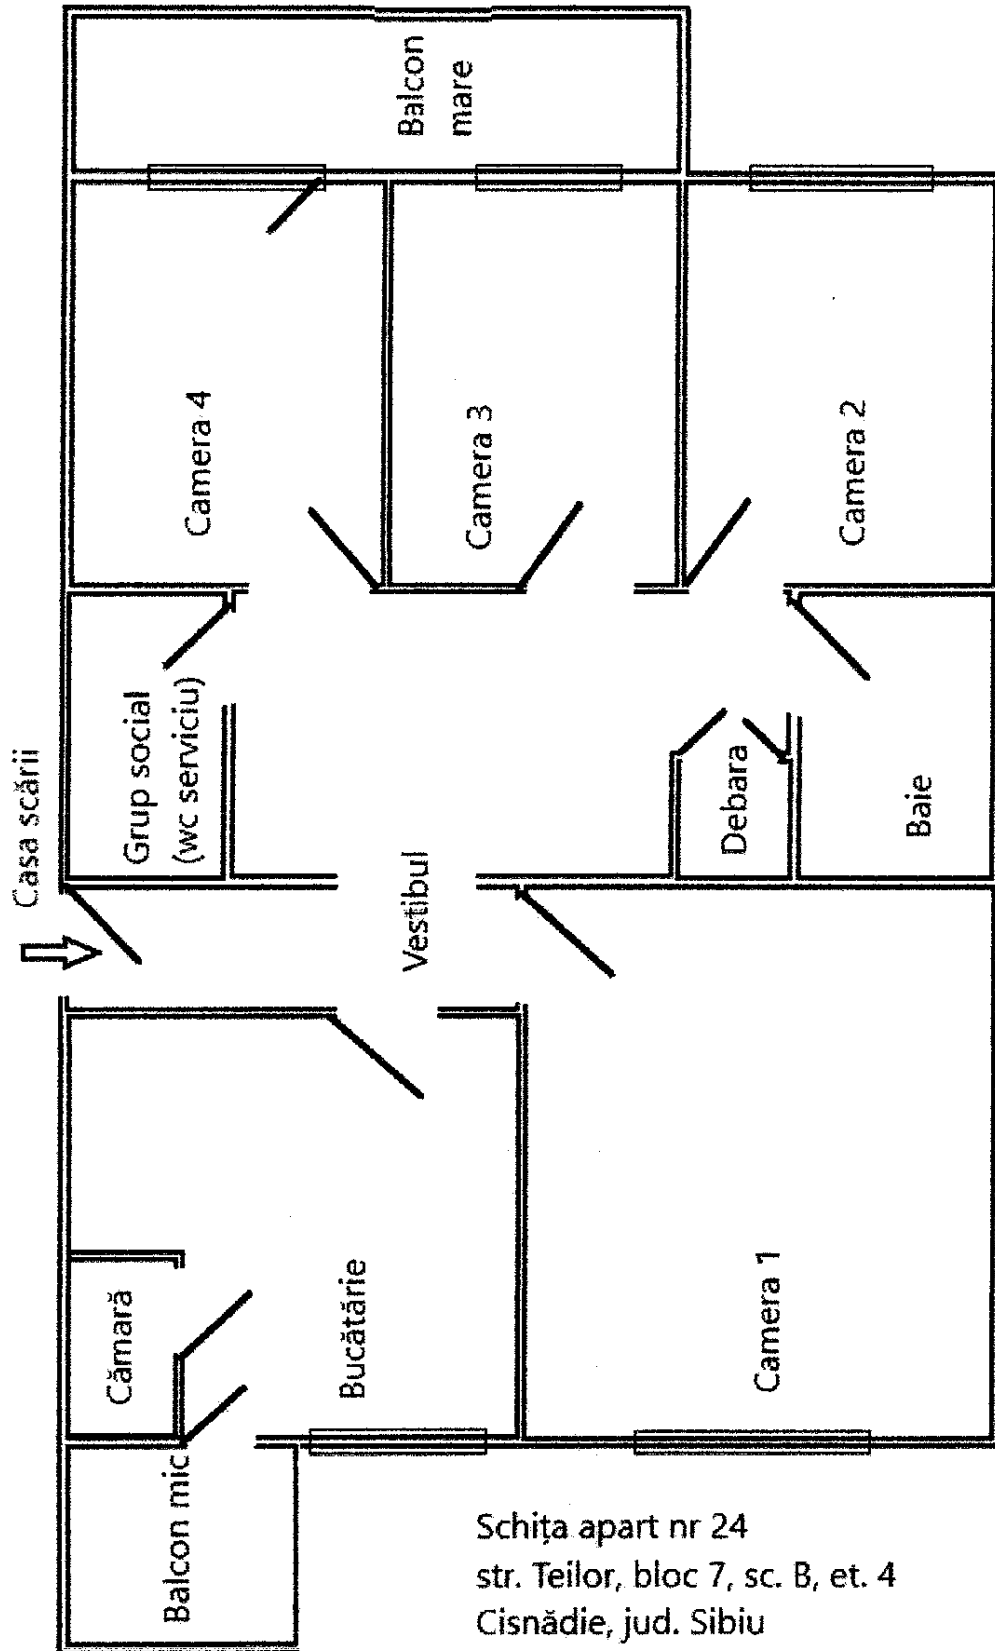 Balcon
mare
Camera 4
Camera 3
Camera 2
Casa scării
Grup social
(wc serviciu)
Vestibul
Debara
Baie
Cămară
Bucătărie
Camera 1
Balcon mic
Schița apart nr 24
str. Teilor, bloc 7, sc. B, et. 4
Cisnădie, jud. Sibiu